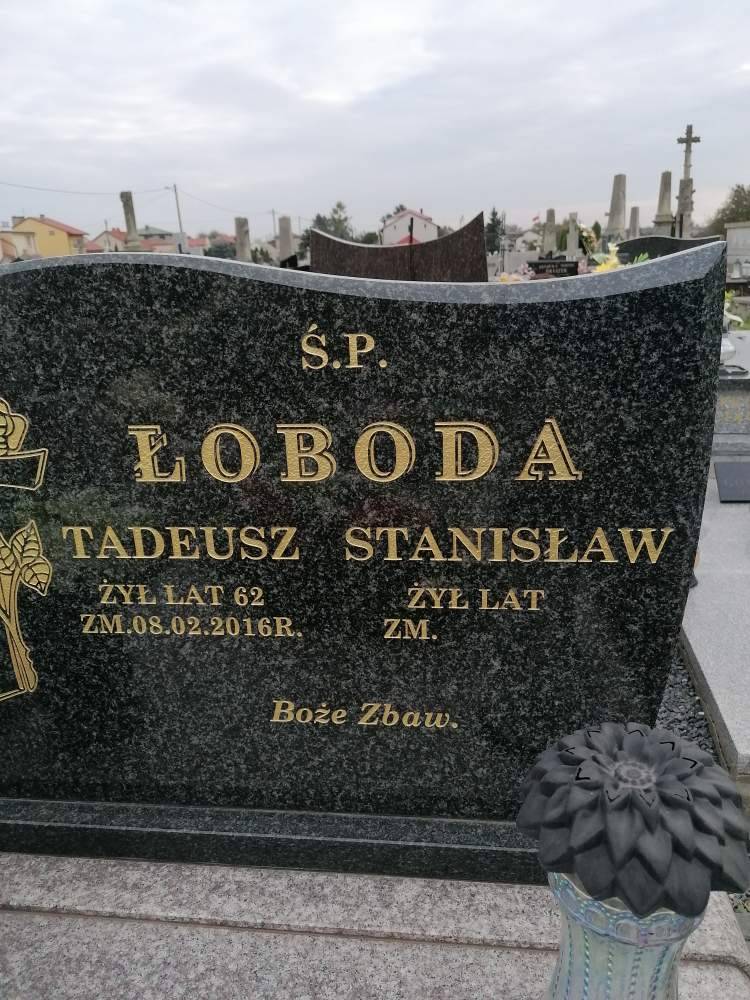 Ś.P.
ŁOBODA
TADEUSZ STANISŁAW
ŻYŁ LAT 62 ŻYŁ LAT
ZM.08.02.2016R. ZM.
Boże Zbaw.